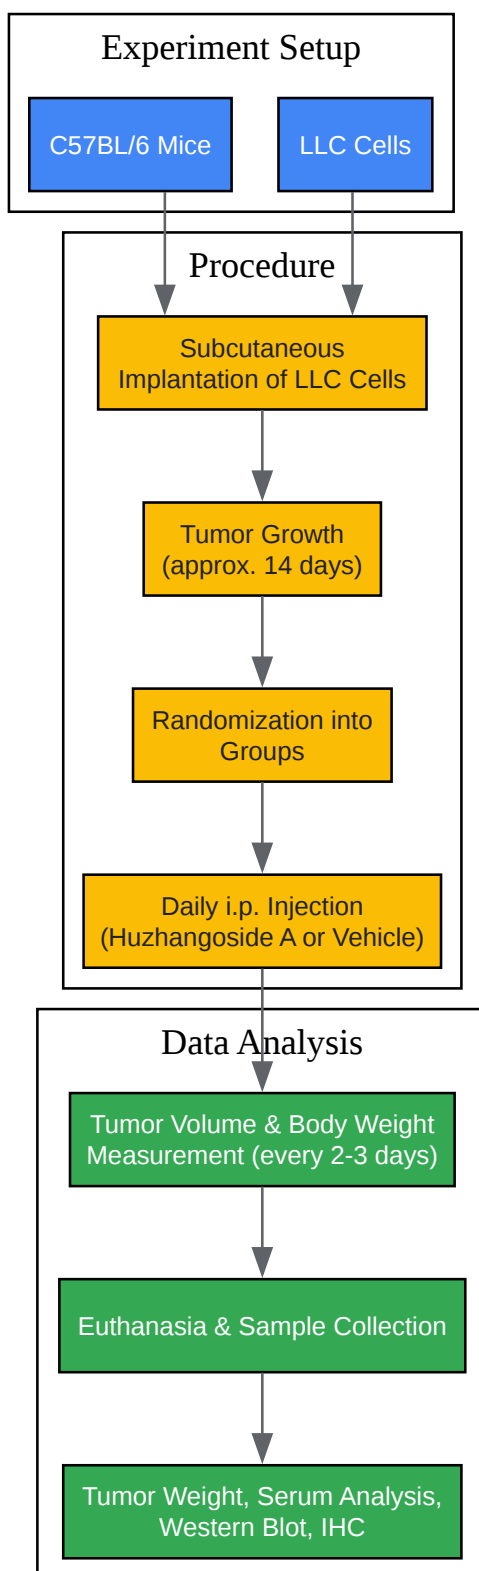 Experiment Setup
C57BL/6 Mice
LLC Cells
Procedure
Subcutaneous
Implantation of LLC Cells
Tumor Growth
(approx. 14 days)
Randomization into
Groups
Daily i.p. Injection
(Huzhangoside A or Vehicle)
Data Analysis
Tumor Volume & Body Weight
Measurement (every 2-3 days)
Euthanasia & Sample Collection
Tumor Weight, Serum Analysis,
Western Blot, IHC